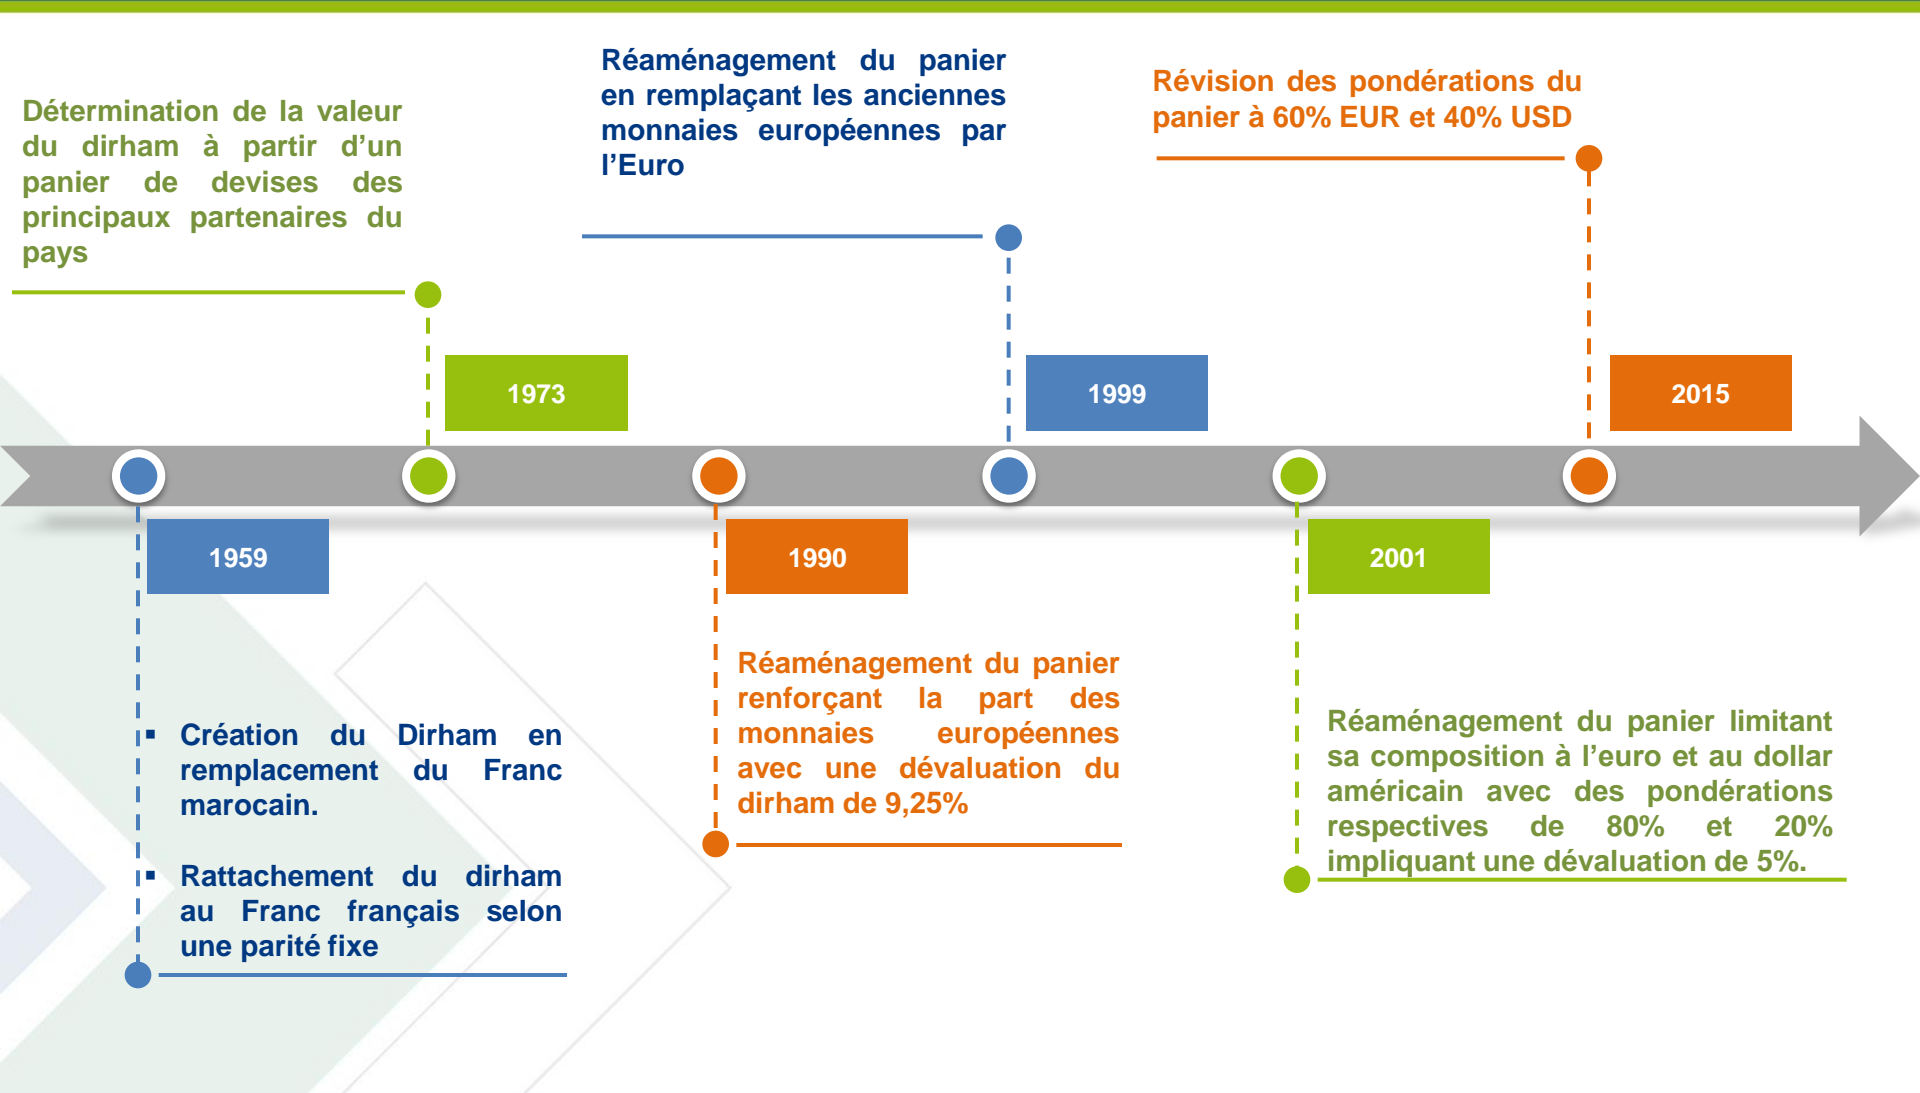 Détermination de la valeur
du dirham à partir d’un
panier de devises des
principaux partenaires du
pays
Réaménagement du panier
en remplaçant les anciennes
monnaies européennes par
l’Euro
Révision des pondérations du
panier à 60% EUR et 40% USD
1973
1999
2015
1959
1990
2001
▪ Création du Dirham en
remplacement du Franc
marocain.
▪ Rattachement du dirham
au Franc français selon
une parité fixe
Réaménagement du panier
renforçant la part des
monnaies européennes
avec une dévaluation du
dirham de 9,25%
Réaménagement du panier limitant
sa composition à l’euro et au dollar
américain avec des pondérations
respectives de 80% et 20%
impliquant une dévaluation de 5%.